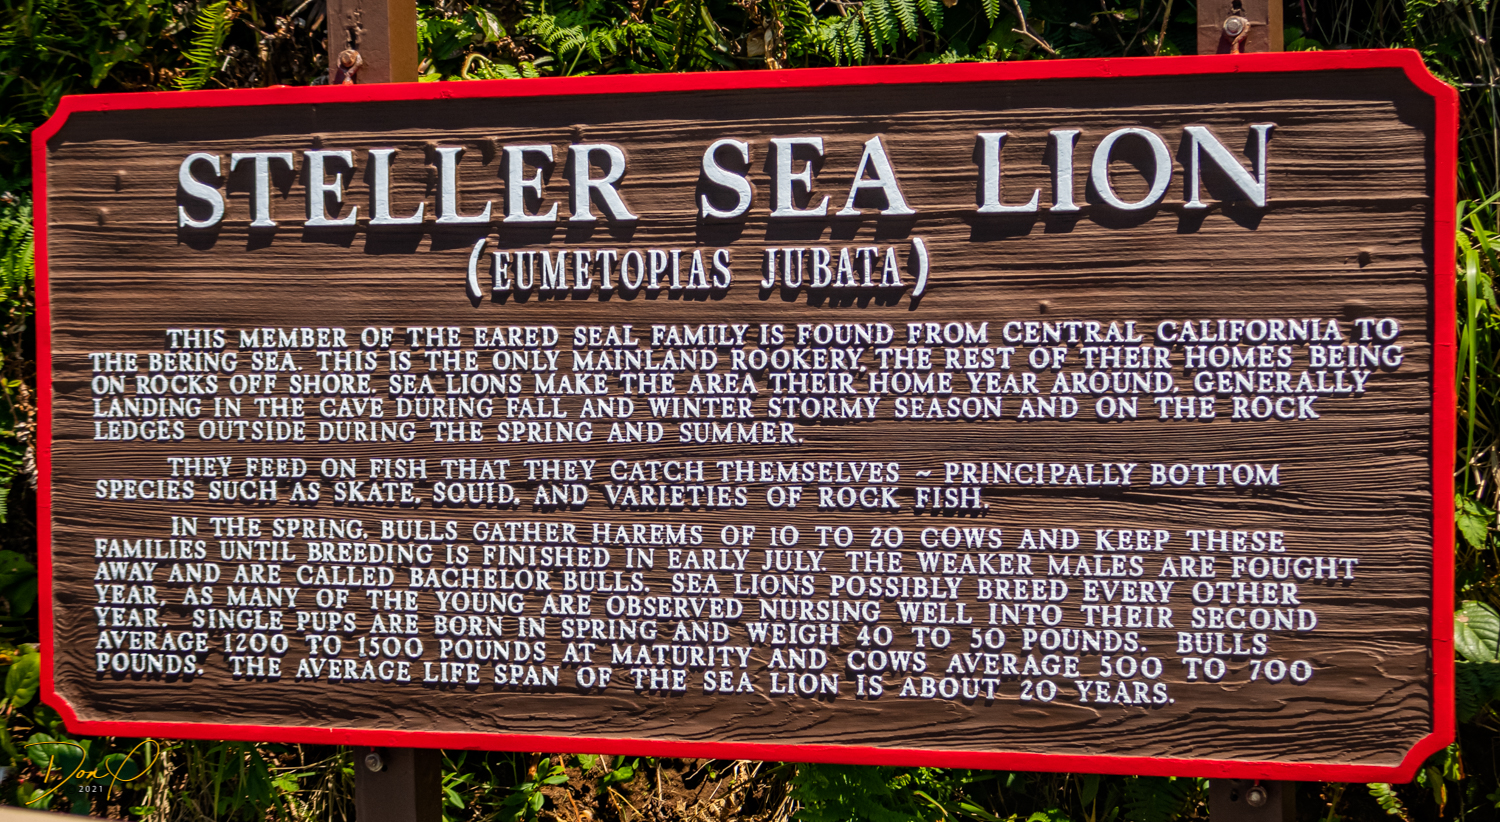 STELLER SEA LION
(EUMETOPIAS JUBATA)
THIS MEMBER OF THE EARED SEAL FAMILY IS FOUND FROM CENTRAL CALIFORNIA TO
THE BERING SEA. THIS IS THE ONLY MAINLAND ROOKERY, THE REST OF THEIR HOMES BEING
ON ROCKS OFF SHORE. SEA LIONS MAKE THE AREA THEIR HOME YEAR AROUND, GENERALLY
LANDING IN THE CAVE DURING FALL AND WINTER STORMY SEASON AND ON THE ROCK
LEDGES OUTSIDE DURING THE SPRING AND SUMMER.
THEY FEED ON FISH THAT THEY CATCH THEMSELVES ~ PRINCIPALLY BOTTOM
SPECIES SUCH AS SKATE, SQUID, AND VARIETIES OF ROCK FISH.
IN THE SPRING, BULLS GATHER HAREMS OF 10 TO 20 COWS AND KEEP THESE
FAMILIES UNTIL BREEDING IS FINISHED IN EARLY JULY. THE WEAKER MALES ARE FOUGHT
AWAY AND ARE CALLED BACHELOR BULLS. SEA LIONS POSSIBLY BREED EVERY OTHER
YEAR, AS MANY OF THE YOUNG ARE OBSERVED NURSING WELL INTO THEIR SECOND
YEAR. SINGLE PUPS ARE BORN IN SPRING AND WEIGH 40 TO 50 POUNDS. BULLS
AVERAGE 1200 TO 1500 POUNDS AT MATURITY AND COWS AVERAGE 500 TO 700
POUNDS. THE AVERAGE LIFE SPAN OF THE SEA LION IS ABOUT 20 YEARS.
Don P
2021